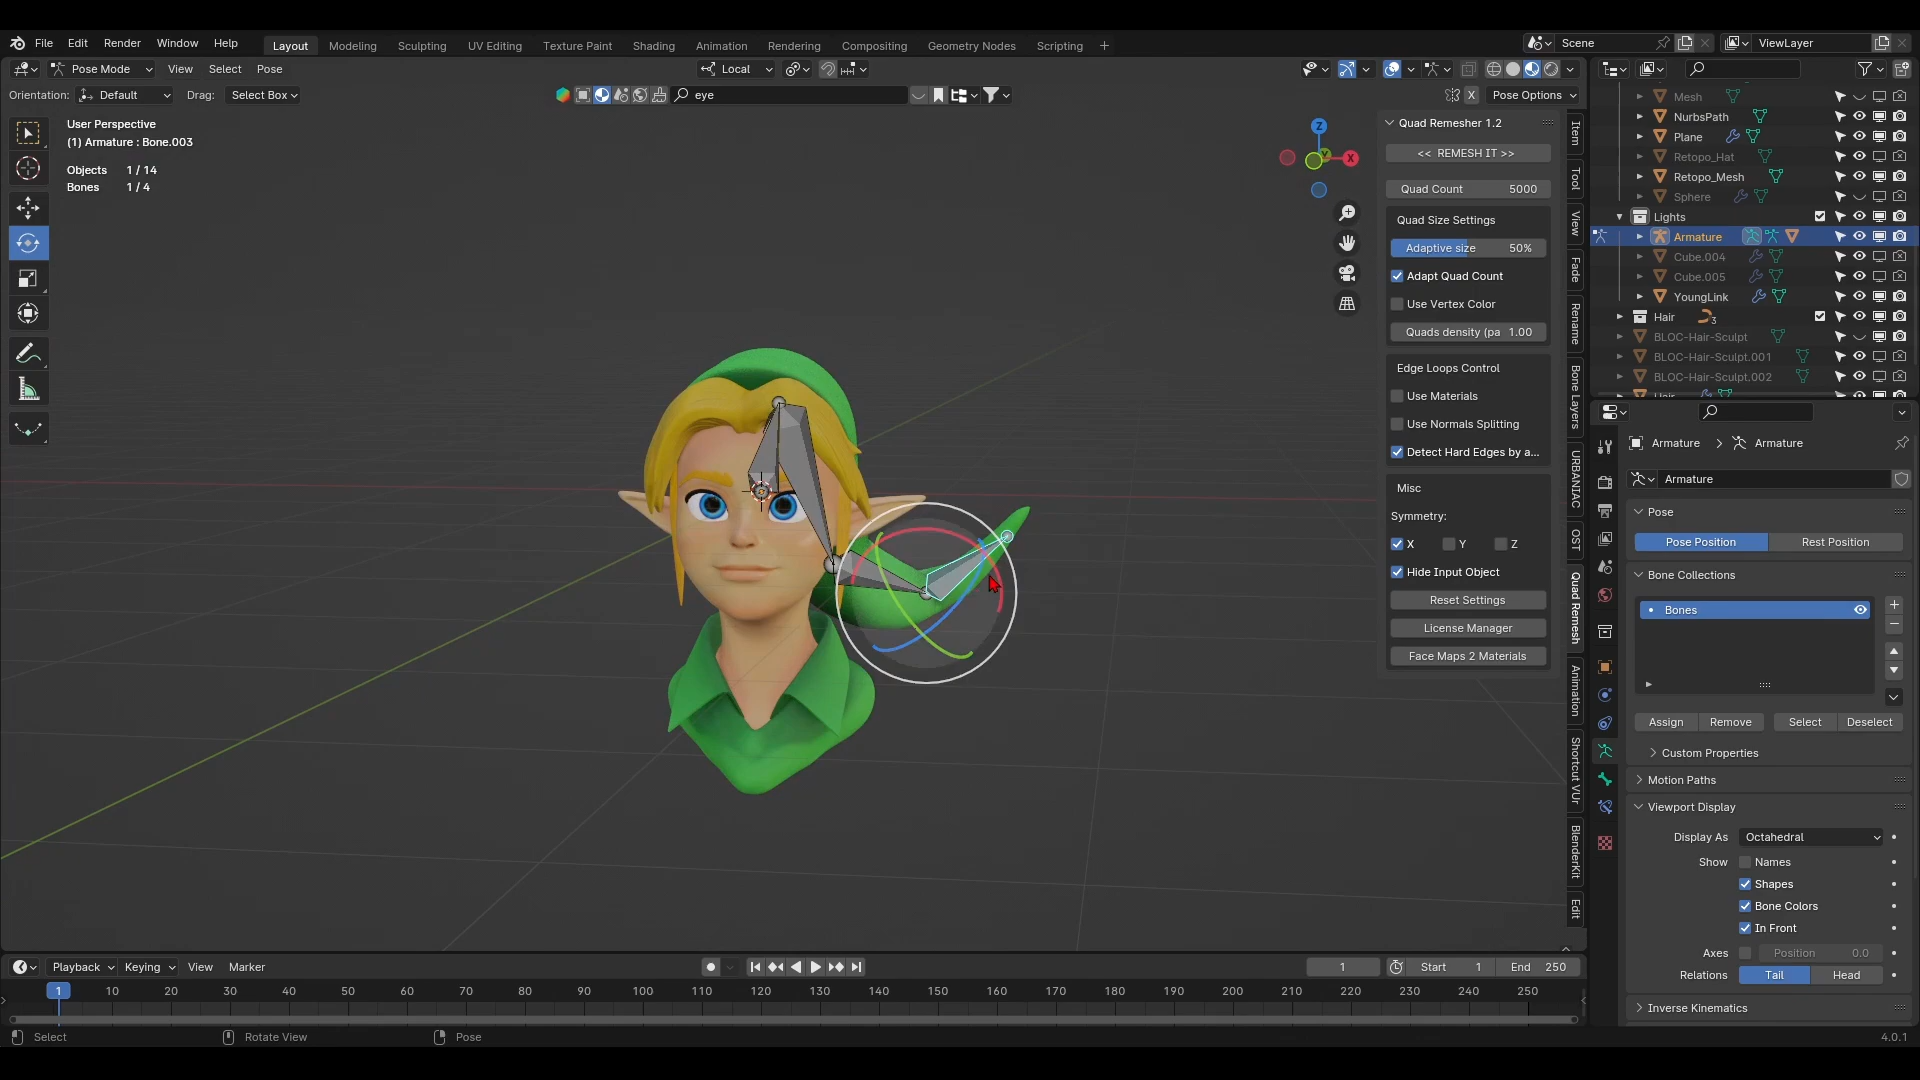 File Edit Render Window Help Layout Modeling Sculpting UV Editing Texture Paint Shading Animation Rendering Compositing Geometry Nodes Scripting + Scene ViewLayer
Pose Mode View Select Pose Local
Orientation: Default Drag: Select Box eye X Pose Options
User Perspective
(1) Armature : Bone.003
Objects 1 / 14
Bones 1 / 4
Z
X
Quad Remesher 1.2
<< REMESH IT >>
Quad Count 5000
Quad Size Settings
Adaptive size 50%
Adapt Quad Count
Use Vertex Color
Quads density (pa 1.00
Edge Loops Control
Use Materials
Use Normals Splitting
Detect Hard Edges by a...
Misc
Symmetry:
X Y Z
Hide Input Object
Reset Settings
License Manager
Face Maps 2 Materials
Item
Tool
View
Fade
Rename
Bone Layers
URBANIAC
OST
Quad Remesh
Animation
Shortcut VUr
BlenderKit
Edit
Mesh
NurbsPath
Plane
Retopo_Hat
Retopo_Mesh
Sphere
Lights
Armature
Cube.004
Cube.005
YoungLink
Hair 3
BLOC-Hair-Sculpt
BLOC-Hair-Sculpt.001
BLOC-Hair-Sculpt.002
Armature > Armature
Armature
Pose
Pose Position Rest Position
Bone Collections
Bones
Assign Remove Select Deselect
Custom Properties
Motion Paths
Viewport Display
Display As Octahedral
Show Names
Shapes
Bone Colors
In Front
Axes Position 0.0
Relations Tail Head
Inverse Kinematics
Playback Keying View Marker 1 Start 1 End 250
1 10 20 30 40 50 60 70 80 90 100 110 120 130 140 150 160 170 180 190 200 210 220 230 240 250
Select Rotate View Pose 4.0.1